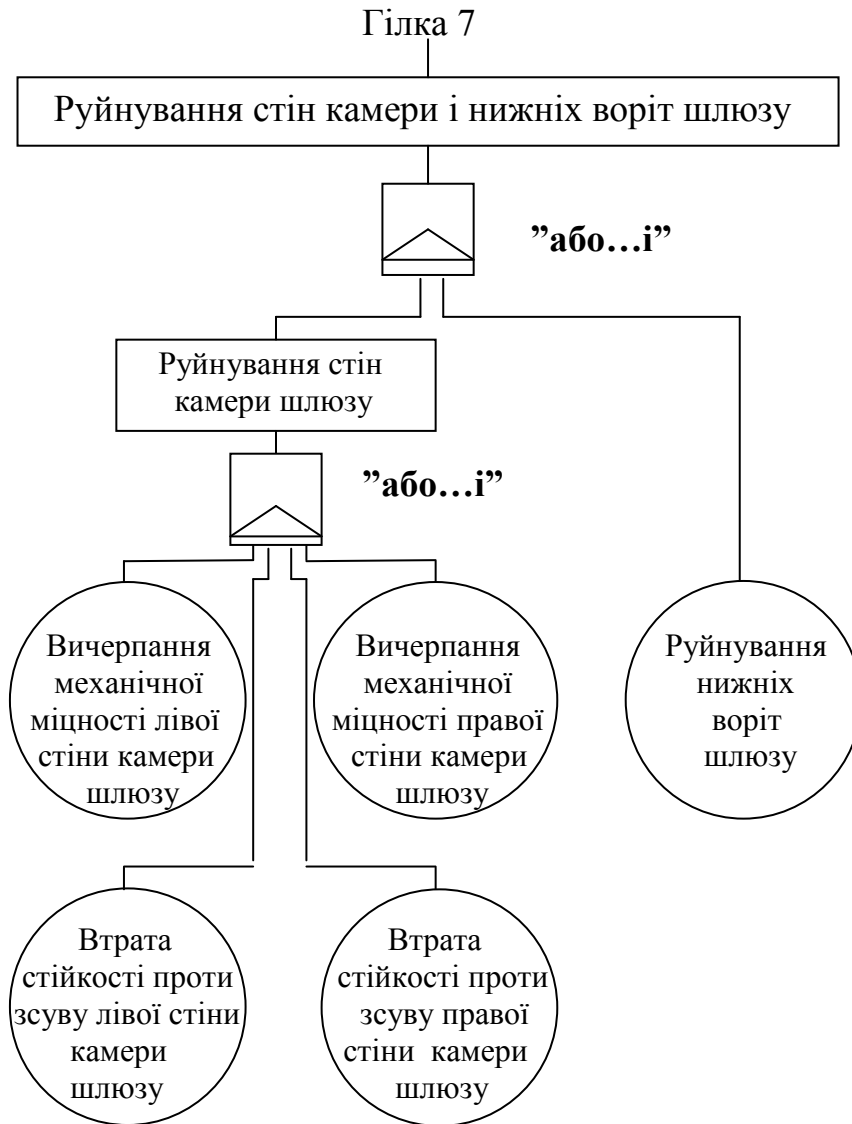 Гілка 7
Руйнування стін камери і нижніх воріт шлюзу
”або…і”
Руйнування стін
камери шлюзу
”або…і”
Вичерпання
механічної
міцності лівої
стіни камери
шлюзу
Вичерпання
механічної
міцності правої
стіни камери
шлюзу
Руйнування
нижніх
воріт
шлюзу
Втрата
стійкості проти
зсуву лівої стіни
камери
шлюзу
Втрата
стійкості проти
зсуву правої
стіни камери
шлюзу